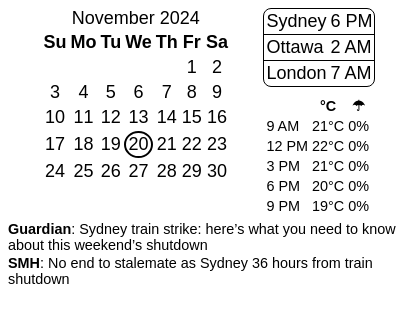 November 2024
Su Mo Tu We Th Fr Sa
1 2
3 4 5 6 7 8 9
10 11 12 13 14 15 16
17 18 19 20 21 22 23
24 25 26 27 28 29 30
Sydney 6 PM
Ottawa 2 AM
London 7 AM
°C ☂
9 AM 21°C 0%
12 PM 22°C 0%
3 PM 21°C 0%
6 PM 20°C 0%
9 PM 19°C 0%
Guardian: Sydney train strike: here’s what you need to know
about this weekend’s shutdown
SMH: No end to stalemate as Sydney 36 hours from train
shutdown